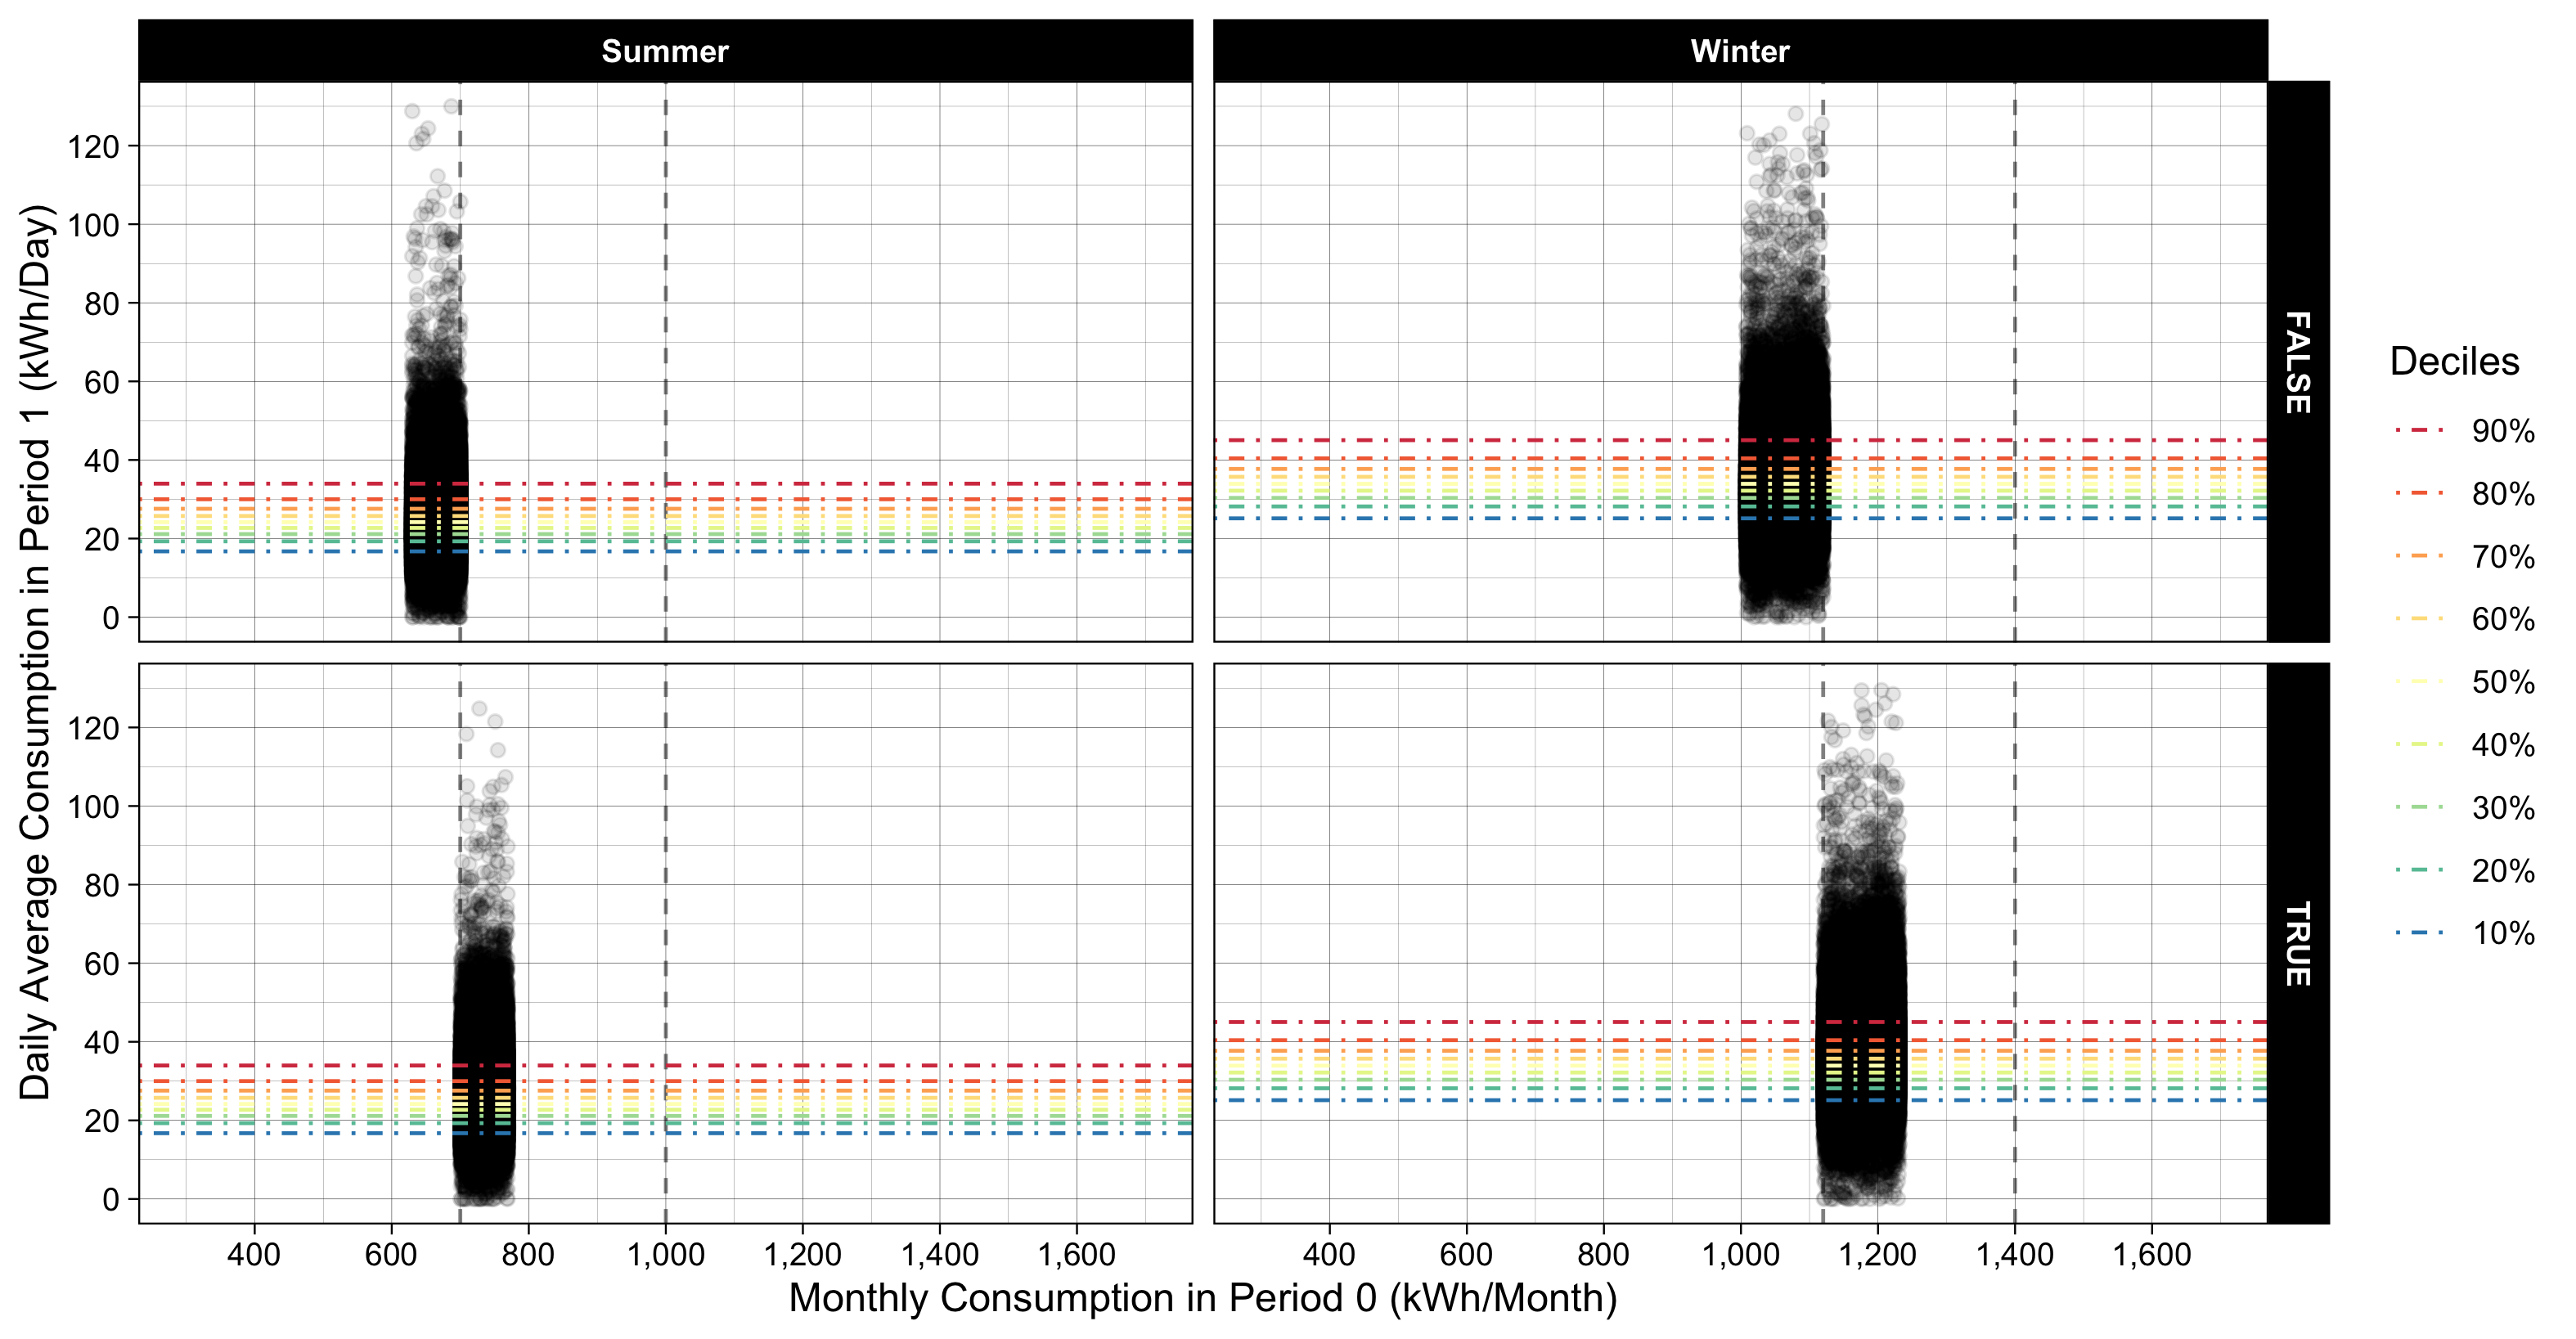 Summer
Winter
Daily Average Consumption in Period 1 (kWh/Day)
120
100
80
60
40
20
0
FALSE
120
100
80
60
40
20
0
TRUE
400 600 800 1,000 1,200 1,400 1,600
400 600 800 1,000 1,200 1,400 1,600
Monthly Consumption in Period 0 (kWh/Month)
Deciles
90%
80%
70%
60%
50%
40%
30%
20%
10%